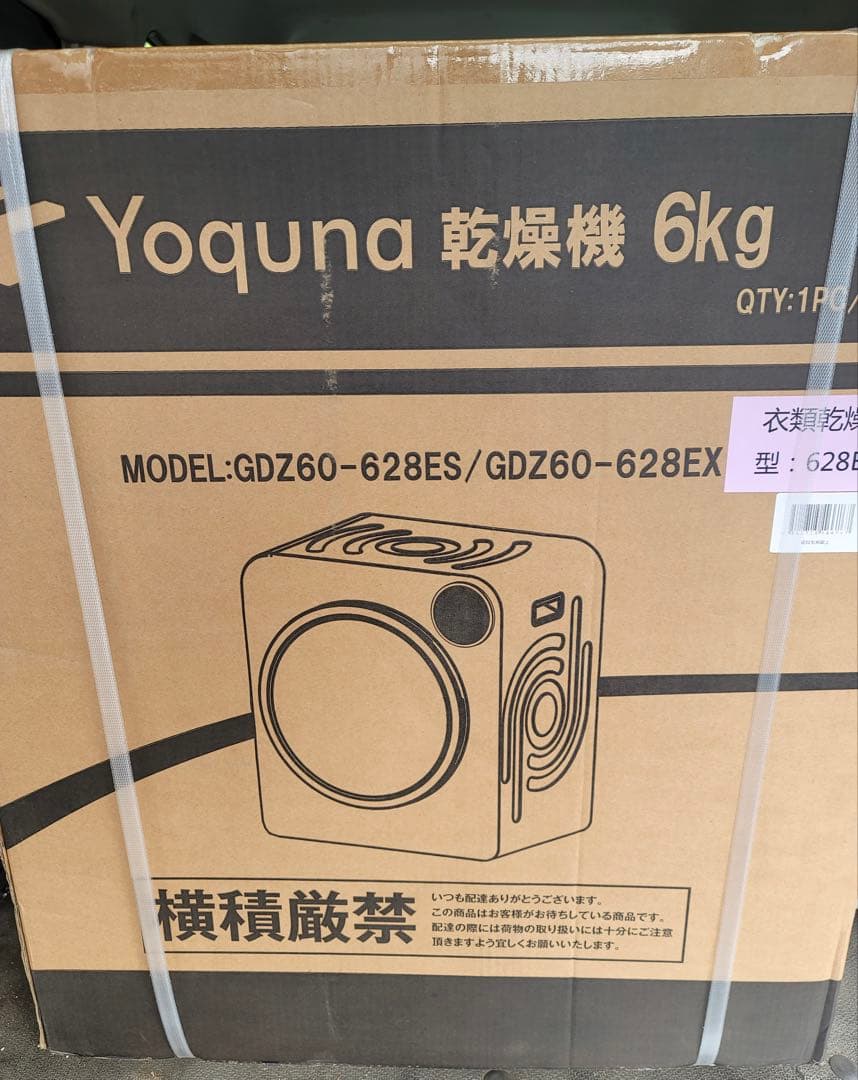 Yoquna 乾燥機 6kg
QTY:1PC/
MODEL:GDZ60-628ES/GDZ60-628EX
衣類乾燥
型：628E
横積厳禁
いつも配達ありがとうございます。
この商品はお客様がお待ちしている商品です。
配達の際には荷物の取り扱いには十分にご注意
頂きますよう宜しくお願いいたします。